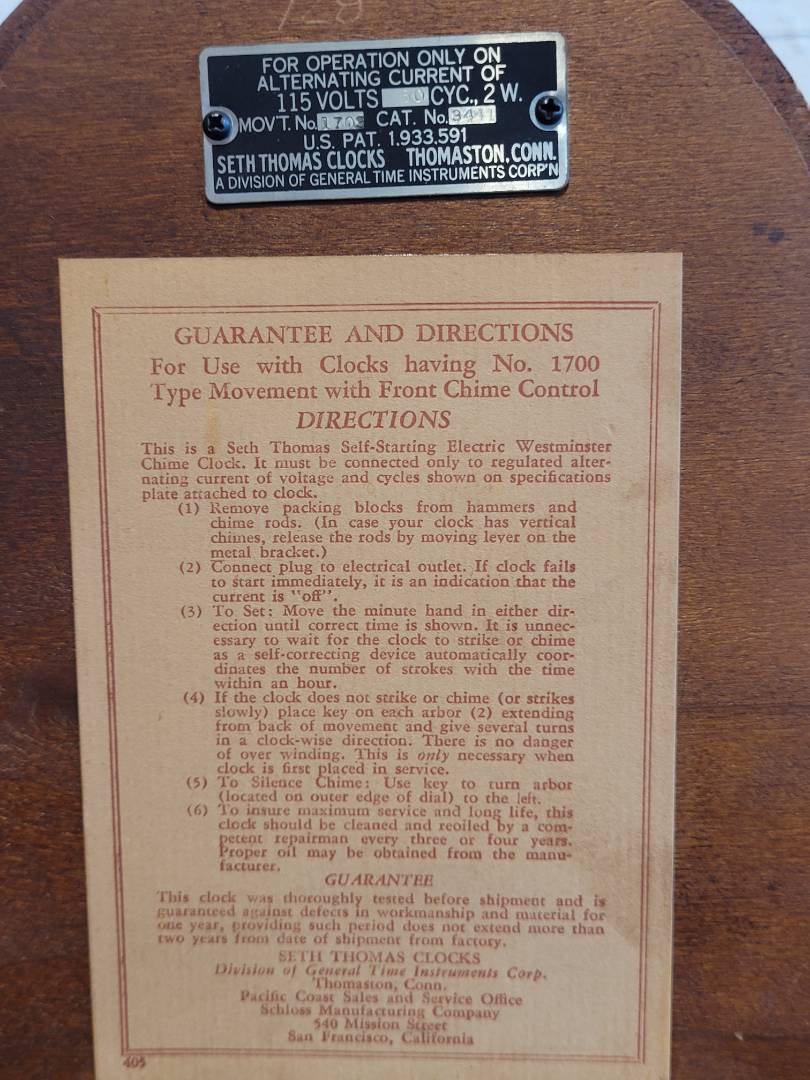 FOR OPERATION ONLY ON
ALTERNATING CURRENT OF
115 VOLTS CYC., 2 W.
MOV'T. No. CAT. No.
U.S. PAT. 1.933.591
SETH THOMAS CLOCKS THOMASTON, CONN.
A DIVISION OF GENERAL TIME INSTRUMENTS CORP'N
GUARANTEE AND DIRECTIONS
For Use with Clocks having No. 1700
Type Movement with Front Chime Control
DIRECTIONS
This is a Seth Thomas Self-Starting Electric Westminster
Chime Clock. It must be connected only to regulated alter-
nating current of voltage and cycles shown on specifications
plate attached to clock.
(1) Remove packing blocks from hammers and
chime rods. (In case your clock has vertical
chimes, release the rods by moving lever on the
metal bracket.)
(2) Connect plug to electrical outlet. If clock fails
to start immediately, it is an indication that the
current is "off".
(3) To Set: Move the minute hand in either dir-
ection until correct time is shown. It is unnec-
essary to wait for the clock to strike or chime
as a self-correcting device automatically coor-
dinates the number of strokes with the time
within an hour.
(4) If the clock does not strike or chime (or strikes
slowly) place key on each arbor (2) extending
from back of movement and give several turns
in a clock-wise direction. There is no danger
of over winding. This is only necessary when
clock is first placed in service.
(5) To Silence Chime: Use key to turn arbor
(located on outer edge of dial) to the left.
(6) To insure maximum service and long life, this
clock should be cleaned and reoiled by a com-
petent repairman every three or four years.
Proper oil may be obtained from the manu-
facturer.
GUARANTEE
This clock was thoroughly tested before shipment and is
guaranteed against defects in workmanship and material for
one year, providing such period does not extend more than
two years from date of shipment from factory.
SETH THOMAS CLOCKS
Division of General Time Instruments Corp.
Thomaston, Conn.
Pacific Coast Sales and Service Office
Schloss Manufacturing Company
540 Mission Street
San Francisco, California
405